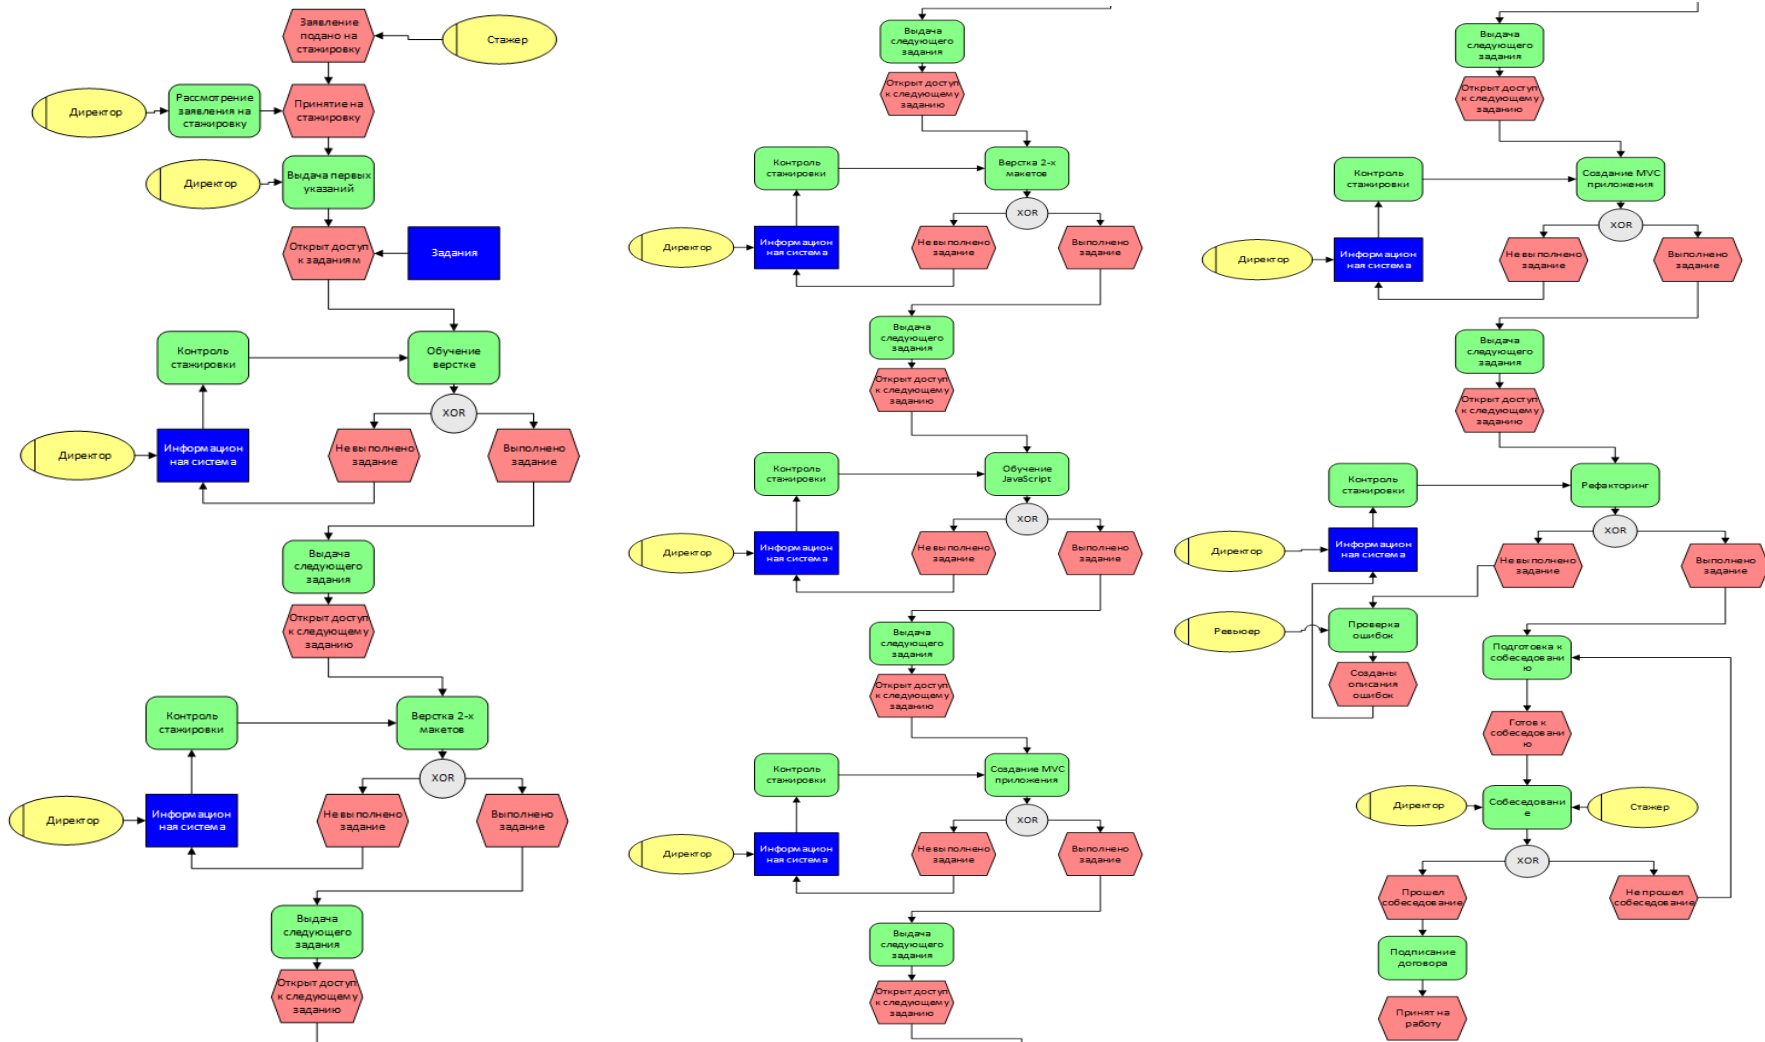 Заявление
подано на
стажировку
Стажер
Директор
Рассмотрение
заявления на
стажировку
Принятие на
стажировку
Директор
Выдача первых
указаний
Открыт доступ
к заданиям
Задания
Контроль
стажировки
Обучение
верстке
XOR
Директор
Информацион
ная система
Не выполнено
задание
Выполнено
задание
Выдача
следующего
задания
Открыт доступ
к следующему
заданию
Контроль
стажировки
Верстка 2-х
макетов
XOR
Директор
Информацион
ная система
Не выполнено
задание
Выполнено
задание
Выдача
следующего
задания
Открыт доступ
к следующему
заданию
Выдача
следующего
задания
Открыт доступ
к следующему
заданию
Контроль
стажировки
Верстка 2-х
макетов
XOR
Директор
Информацион
ная система
Не выполнено
задание
Выполнено
задание
Выдача
следующего
задания
Открыт доступ
к следующему
заданию
Контроль
стажировки
Обучение
JavaScript
XOR
Директор
Информацион
ная система
Не выполнено
задание
Выполнено
задание
Выдача
следующего
задания
Открыт доступ
к следующему
заданию
Контроль
стажировки
Создание MVC
приложения
XOR
Директор
Информацион
ная система
Не выполнено
задание
Выполнено
задание
Выдача
следующего
задания
Открыт доступ
к следующему
заданию
Выдача
следующего
задания
Открыт доступ
к следующему
заданию
Контроль
стажировки
Создание MVC
приложения
XOR
Директор
Информацион
ная система
Не выполнено
задание
Выполнено
задание
Выдача
следующего
задания
Открыт доступ
к следующему
заданию
Контроль
стажировки
Рефакторинг
XOR
Директор
Информацион
ная система
Не выполнено
задание
Выполнено
задание
Ревьюер
Проверка
ошибок
Подготовка к
собеседовани
ю
Созданы
описания
ошибок
Готов к
собеседовани
ю
Директор
Собеседовани
е
Стажер
XOR
Прошел
собеседование
Не прошел
собеседование
Подписание
договора
Принят на
работу